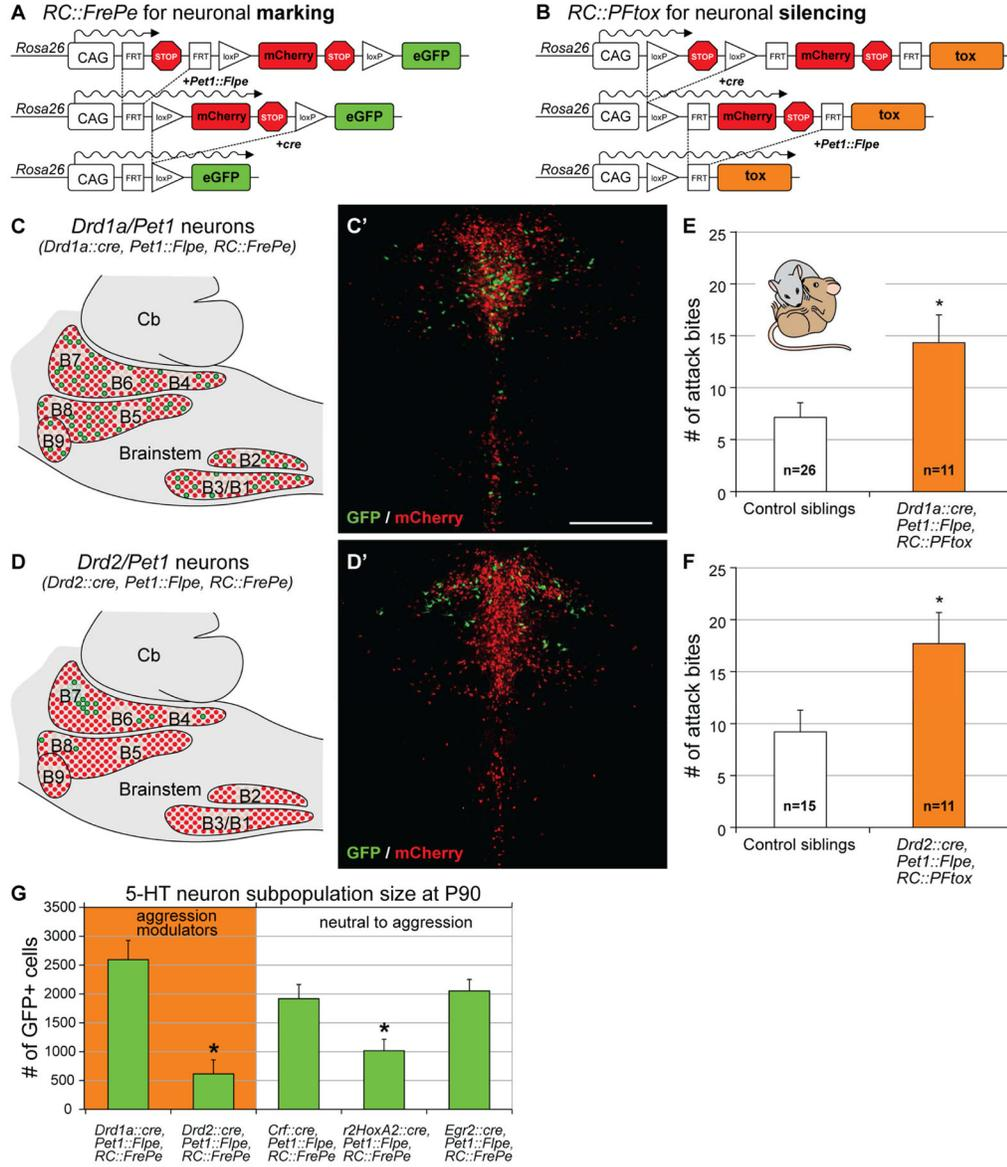 A RC::FrePe for neuronal marking
Rosa26 CAG FRT STOP FRT loxP mCherry STOP loxP eGFP
+Pet1::Flpe
Rosa26 CAG FRT loxP mCherry STOP loxP eGFP
+cre
Rosa26 CAG FRT loxP eGFP
B RC::PFtox for neuronal silencing
Rosa26 CAG loxP STOP loxP FRT mCherry STOP FRT tox
+cre
Rosa26 CAG loxP FRT mCherry STOP FRT tox
+Pet1::Flpe
Rosa26 CAG loxP FRT tox
C Drd1a/Pet1 neurons
(Drd1a::cre, Pet1::Flpe, RC::FrePe)
Cb
B7
B6 B4
B8 B5
B9
Brainstem B2
B3/B1
C’
GFP / mCherry
E
# of attack bites
25
20
15
10
5
0
*
n=26 n=11
Control siblings
Drd1a::cre,
Pet1::Flpe,
RC::PFtox
D Drd2/Pet1 neurons
(Drd2::cre, Pet1::Flpe, RC::FrePe)
Cb
B7
B6 B4
B8 B5
B9
Brainstem B2
B3/B1
D’
GFP / mCherry
F
# of attack bites
25
20
15
10
5
0
*
n=15 n=11
Control siblings
Drd2::cre,
Pet1::Flpe,
RC::PFtox
G 5-HT neuron subpopulation size at P90
# of GFP+ cells
3500
3000
2500
2000
1500
1000
500
0
aggression
modulators
neutral to aggression
*
*
Drd1a::cre,
Pet1::Flpe,
RC::FrePe
Drd2::cre,
Pet1::Flpe,
RC::FrePe
Crf::cre,
Pet1::Flpe,
RC::FrePe
r2HoxA2::cre,
Pet1::Flpe,
RC::FrePe
Egr2::cre,
Pet1::Flpe,
RC::FrePe